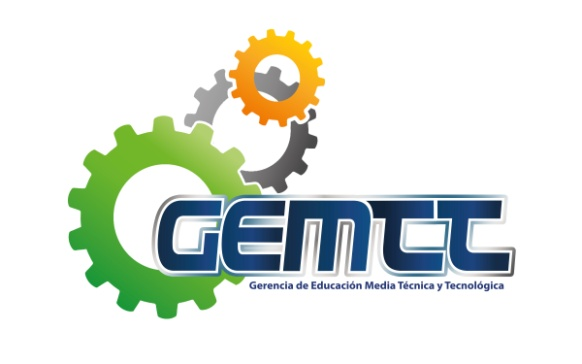 GEMTT
Gerencia de Educación Media Técnica y Tecnológica